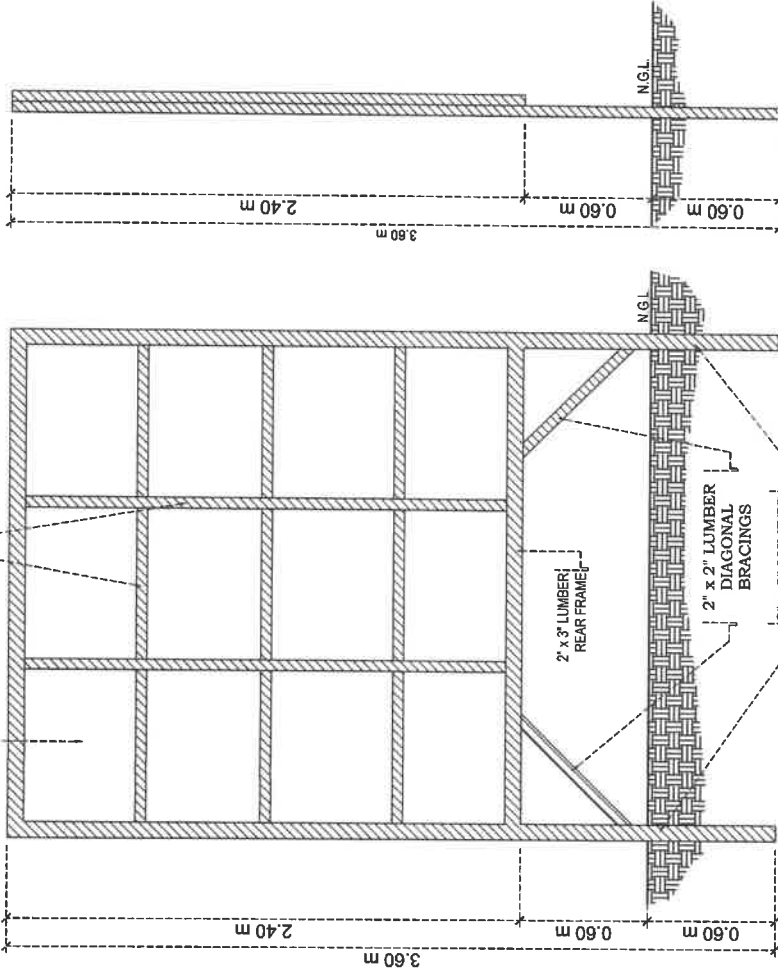 N.G.L.
2.40 m
0.60 m
0.60 m
3.60 m
N.G.L
2" x 3" LUMBER
REAR FRAME
2" x 2" LUMBER
DIAGONAL
BRACINGS
2.40 m
0.60 m
0.60 m
3.60 m